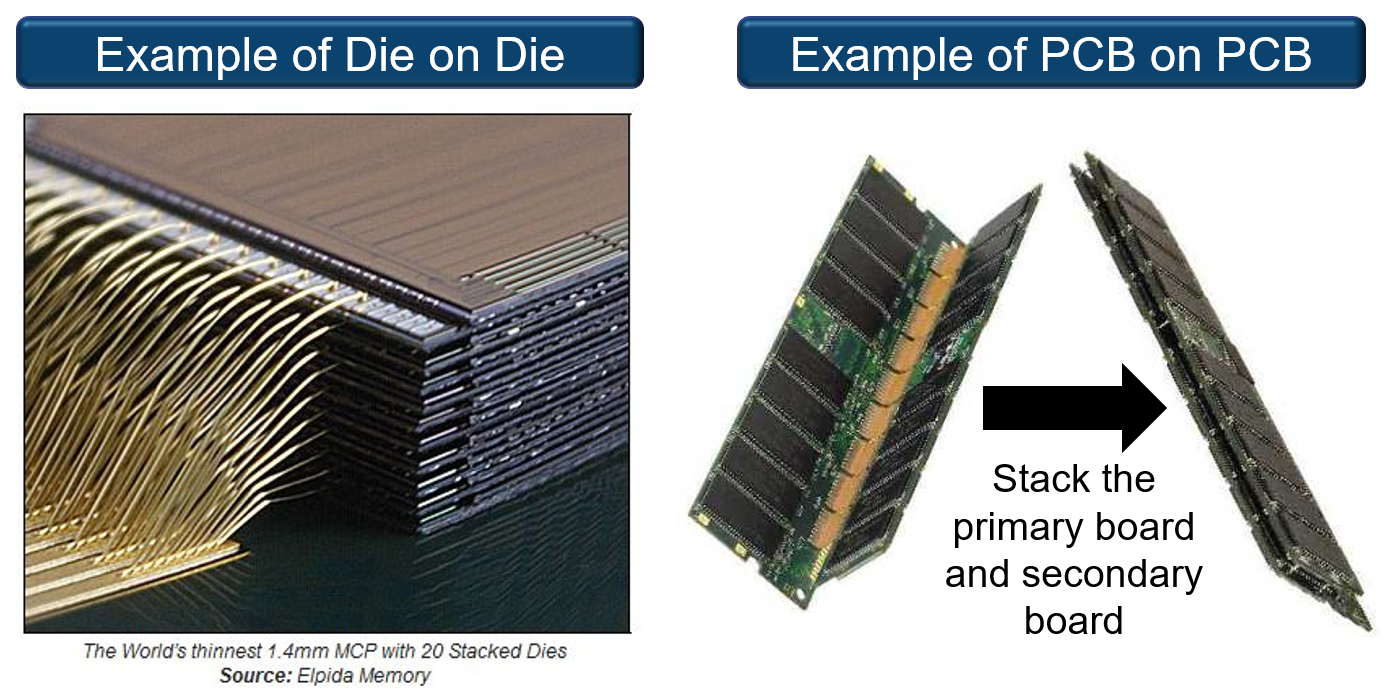 Example of Die on Die
Example of PCB on PCB
The World's thinnest 1.4mm MCP with 20 Stacked Dies
Source: Elpida Memory
Stack the
primary board
and secondary
board